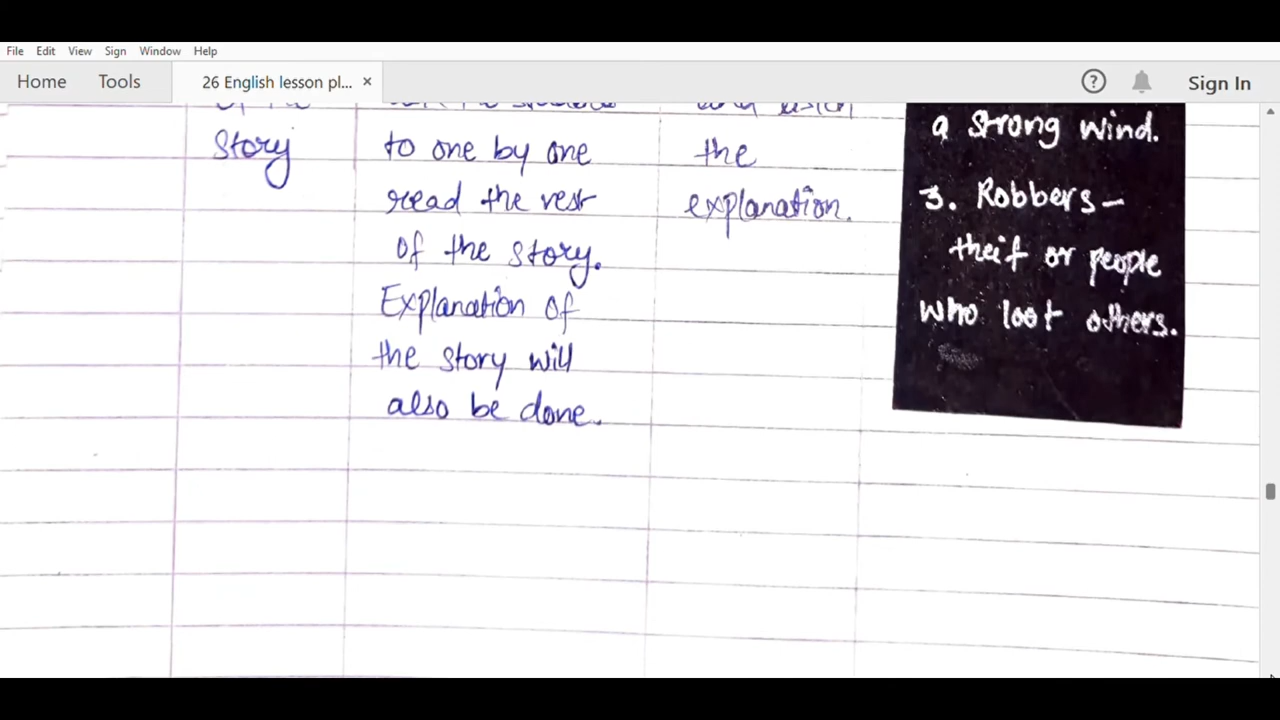 File Edit View Sign Window Help
Home Tools 26 English lesson pl... × ? Sign In
Story
to one by one
read the rest
of the story.
Explanation of
the story will
also be done.
the
explanation.
a strong wind.
3. Robbers-
theif or people
who loot others.